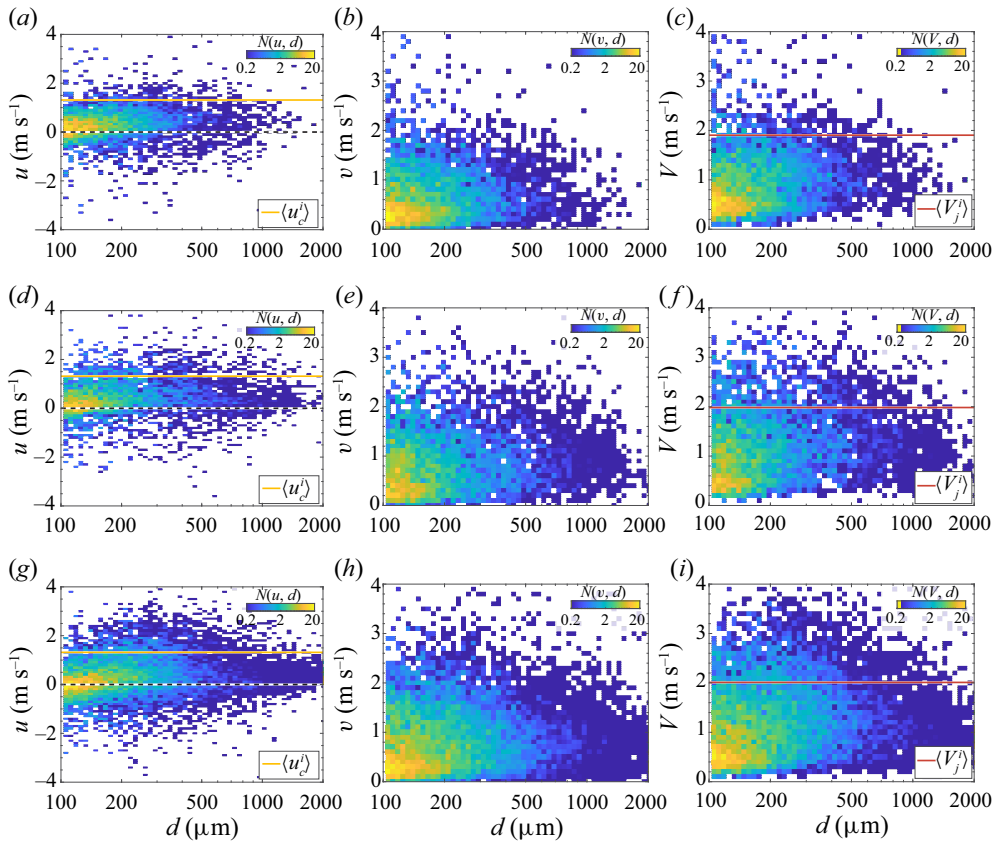 (a) (b) (c)
4 N(u, d) 4 N(v, d) 4 N(V, d)
0.2 2 20 0.2 2 20 0.2 2 20
2 3 3
u (m s⁻¹) 0 v (m s⁻¹) 2 V (m s⁻¹) 2
−2 1 1
⟨u_c^i⟩ ⟨V_j^i⟩
−4 0 0
100 200 500 1000 2000 100 200 500 1000 2000 100 200 500 1000 2000
(d) (e) (f)
4 N(u, d) 4 N(v, d) 4 N(V, d)
0.2 2 20 0.2 2 20 0.2 2 20
2 3 3
u (m s⁻¹) 0 v (m s⁻¹) 2 V (m s⁻¹) 2
−2 1 1
⟨u_c^i⟩ ⟨V_j^i⟩
−4 0 0
100 200 500 1000 2000 100 200 500 1000 2000 100 200 500 1000 2000
(g) (h) (i)
4 N(u, d) 4 N(v, d) 4 N(V, d)
0.2 2 20 0.2 2 20 0.2 2 20
2 3 3
u (m s⁻¹) 0 v (m s⁻¹) 2 V (m s⁻¹) 2
−2 1 1
⟨u_c^i⟩ ⟨V_j^i⟩
−4 0 0
100 200 500 1000 2000 100 200 500 1000 2000 100 200 500 1000 2000
d (μm) d (μm) d (μm)